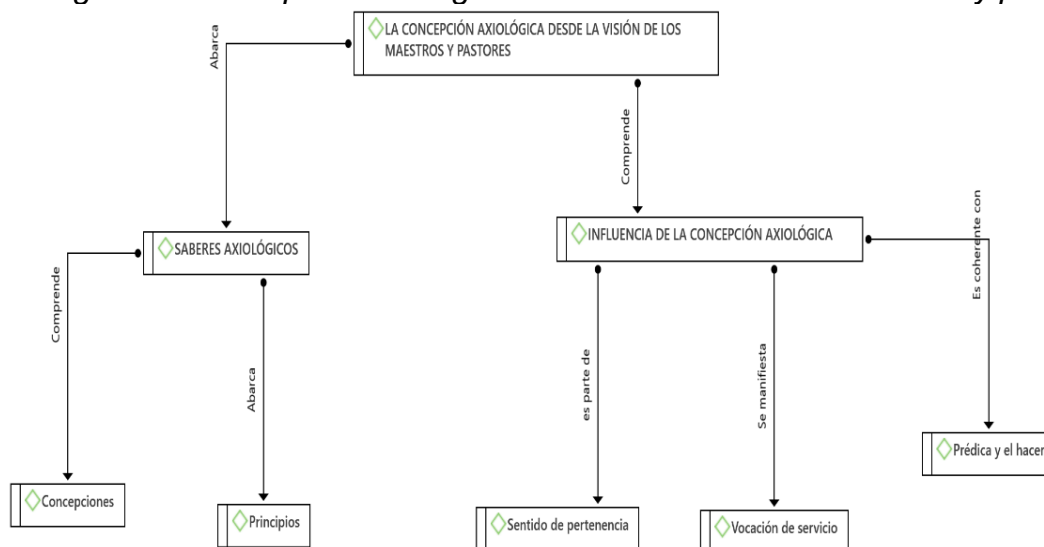 LA CONCEPCIÓN AXIOLÓGICA DESDE LA VISIÓN DE LOS
MAESTROS Y PASTORES
Abarca
Comprende
SABERES AXIOLÓGICOS
INFLUENCIA DE LA CONCEPCIÓN AXIOLÓGICA
Es coherente con
Comprende
Abarca
es parte de
Se manifiesta
Prédica y el hacer
Concepciones
Principios
Sentido de pertenencia
Vocación de servicio